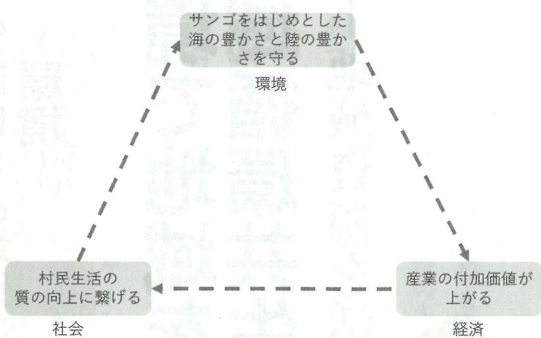 サンゴをはじめとした
海の豊かさと陸の豊か
さを守る
環境
村民生活の
質の向上に繋げる
社会
産業の付加価値が
上がる
経済